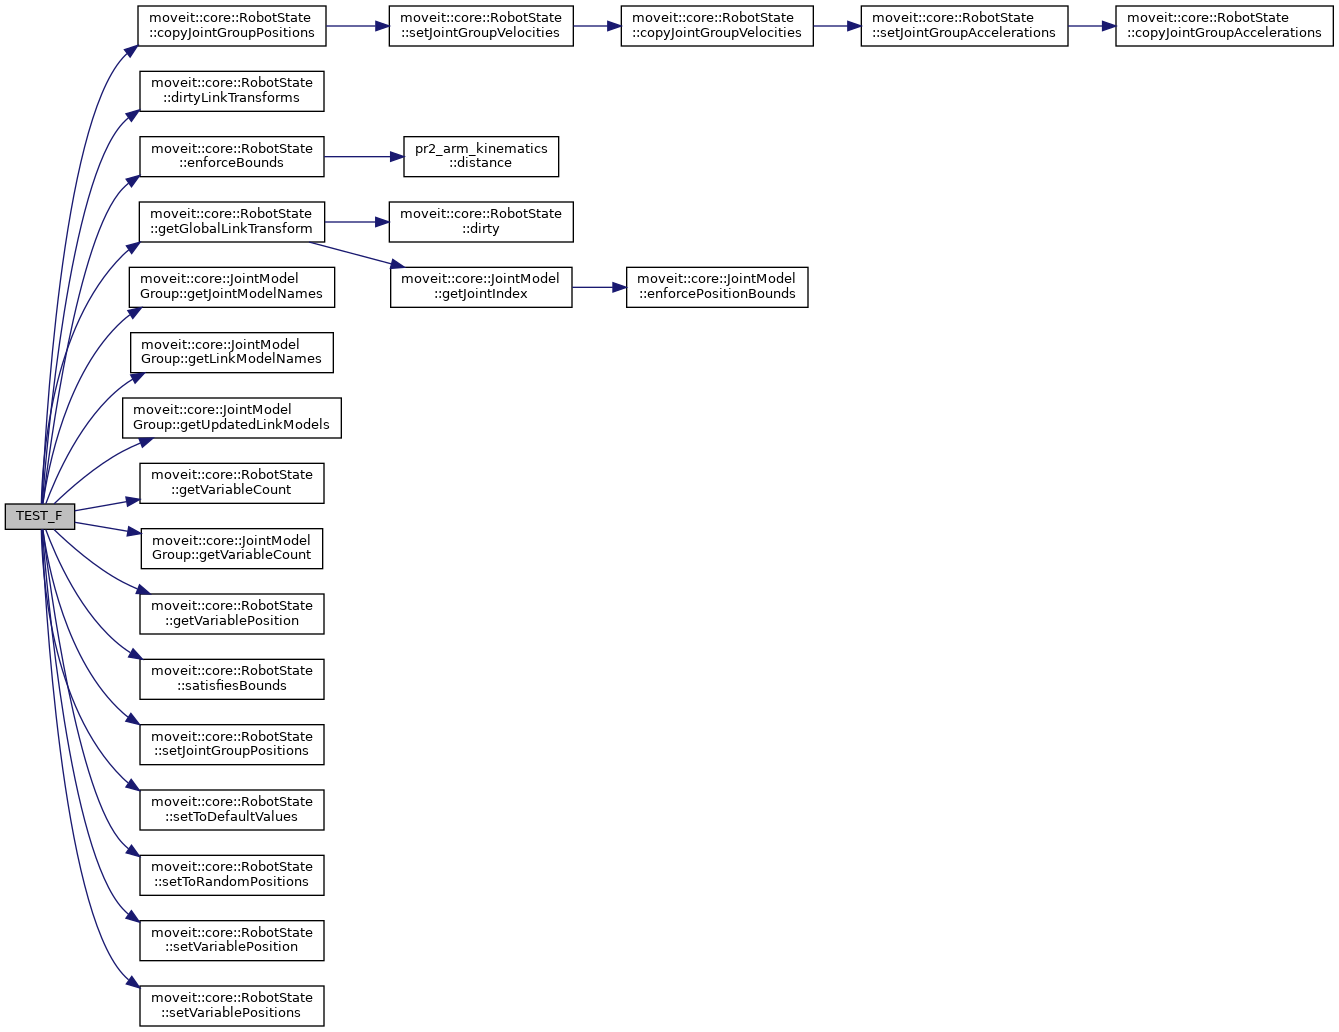 moveit::core::RobotState
::copyJointGroupPositions
moveit::core::RobotState
::setJointGroupVelocities
moveit::core::RobotState
::copyJointGroupVelocities
moveit::core::RobotState
::setJointGroupAccelerations
moveit::core::RobotState
::copyJointGroupAccelerations
moveit::core::RobotState
::dirtyLinkTransforms
moveit::core::RobotState
::enforceBounds
pr2_arm_kinematics
::distance
moveit::core::RobotState
::getGlobalLinkTransform
moveit::core::RobotState
::dirty
moveit::core::JointModel
Group::getJointModelNames
moveit::core::JointModel
::getJointIndex
moveit::core::JointModel
::enforcePositionBounds
moveit::core::JointModel
Group::getLinkModelNames
moveit::core::JointModel
Group::getUpdatedLinkModels
moveit::core::RobotState
::getVariableCount
TEST_F
moveit::core::JointModel
Group::getVariableCount
moveit::core::RobotState
::getVariablePosition
moveit::core::RobotState
::satisfiesBounds
moveit::core::RobotState
::setJointGroupPositions
moveit::core::RobotState
::setToDefaultValues
moveit::core::RobotState
::setToRandomPositions
moveit::core::RobotState
::setVariablePosition
moveit::core::RobotState
::setVariablePositions